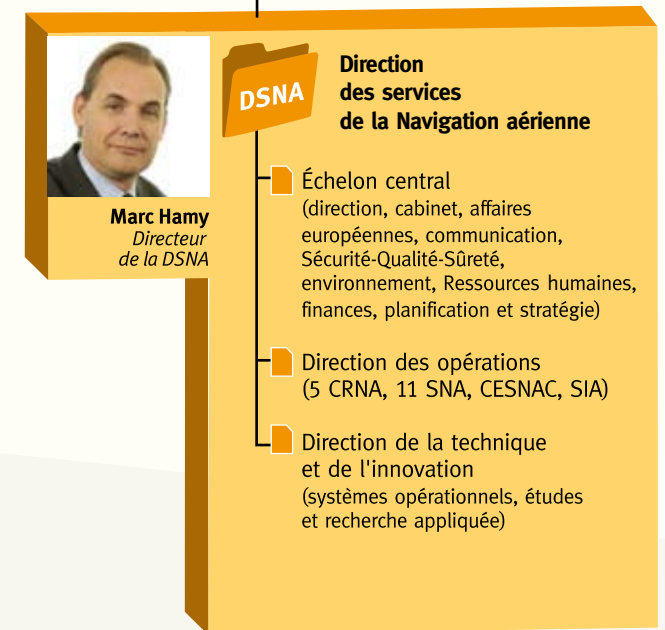 DSNA
Direction
des services
de la Navigation aérienne
Marc Hamy
Directeur
de la DSNA
Échelon central
(direction, cabinet, affaires
européennes, communication,
Sécurité-Qualité-Sûreté,
environnement, Ressources humaines,
finances, planification et stratégie)
Direction des opérations
(5 CRNA, 11 SNA, CESNAC, SIA)
Direction de la technique
et de l'innovation
(systèmes opérationnels, études
et recherche appliquée)